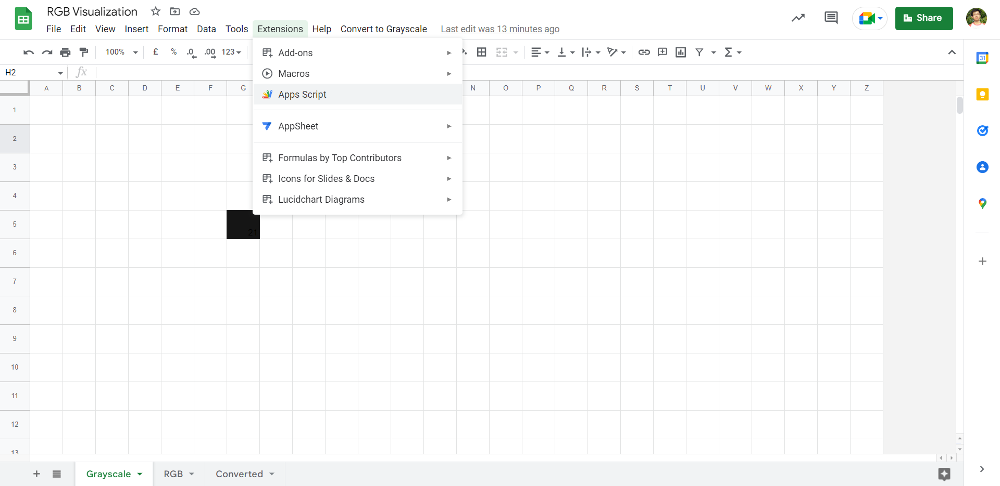 RGB Visualization
File Edit View Insert Format Data Tools Extensions Help Convert to Grayscale Last edit was 13 minutes ago
Share
100% £ % .0 .00 123
H2 fx
31
A B C D E F G N O P Q R S T U V W X Y Z
Add-ons
Macros
Apps Script
AppSheet
Formulas by Top Contributors
Icons for Slides & Docs
Lucidchart Diagrams
1
2
3
4
5 21
6
7
8
9
10
11
12
13
Grayscale RGB Converted